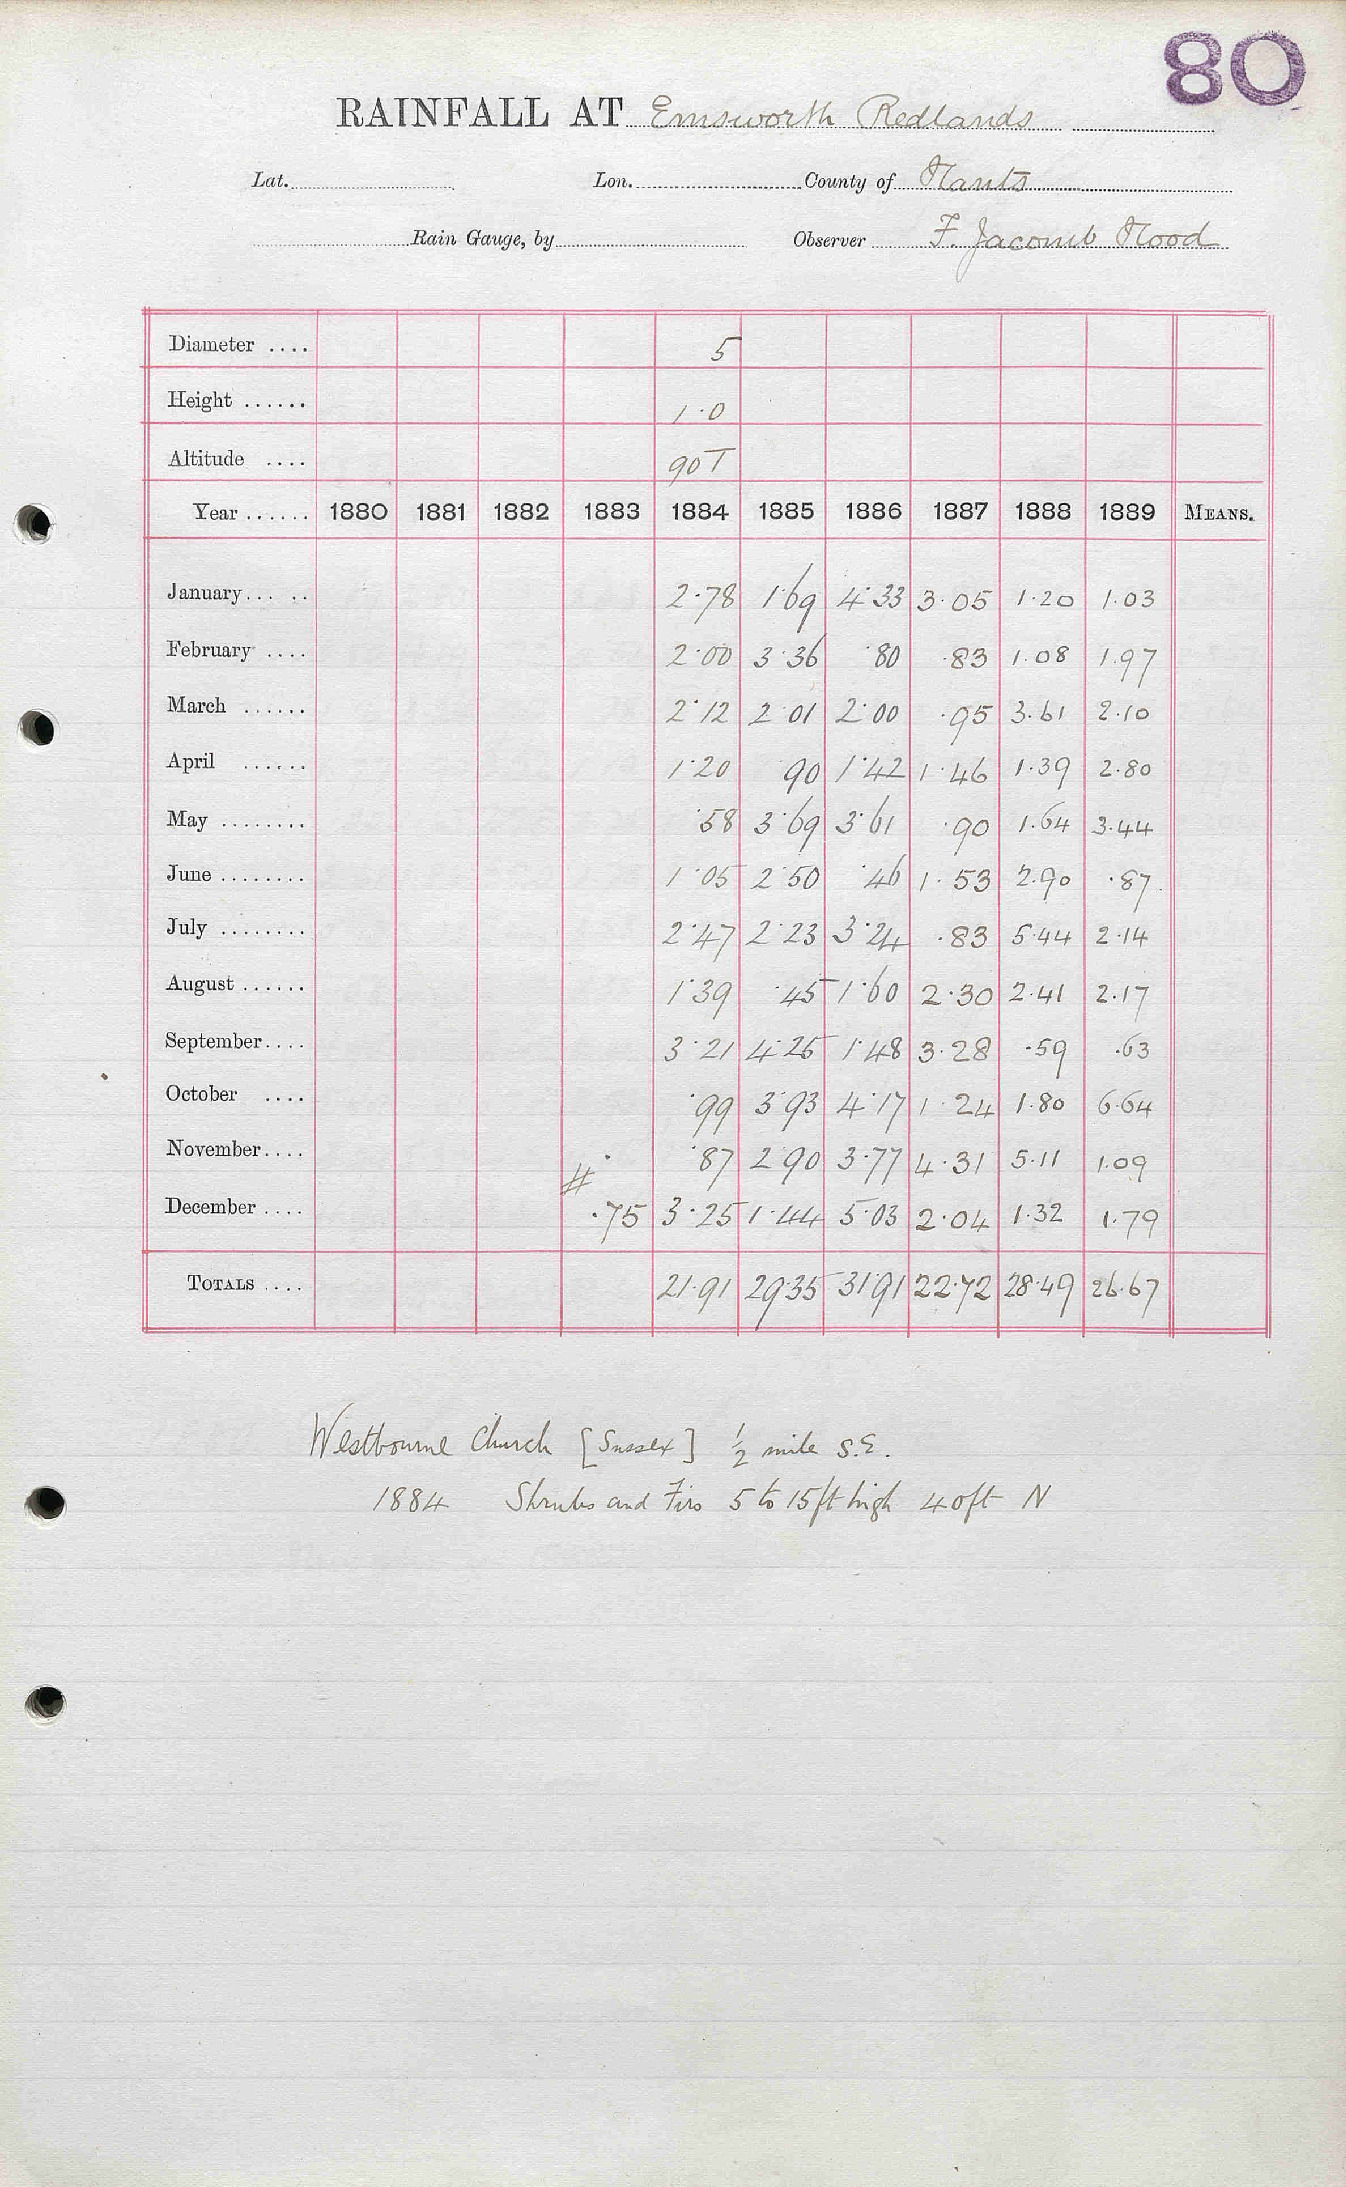 80
RAINFALL AT Emsworth Redlands
Lat. Lon. County of Hants
Rain Gauge, by Observer F. Jacomb Hood
Diameter .... 5
Height ...... 1·0
Altitude .... 90T
Year ...... 1880 1881 1882 1883 1884 1885 1886 1887 1888 1889 MEANS.
January... .. 2·78 1·69 4·33 3·05 1·20 1·03
February .... 2·00 3·36 ·80 ·83 1·08 1·97
March ...... 2·12 2·01 2·00 ·95 3·61 2·10
April ...... 1·20 90 1·42 1·46 1·39 2·80
May ........ ·58 3·69 3·61 ·90 1·64 3·44
June ........ 1·05 2·50 ·46 1·53 2·90 ·87
July ........ 2·47 2·23 3·24 ·83 5·44 2·14
August ...... 1·39 ·45 1·60 2·30 2·41 2·17
September.... 3·21 4·25 1·48 3·28 ·59 ·63
October .... ·99 3·93 4·17 1·24 1·80 6·64
November.... ·87 2·90 3·77 4·31 5·11 1·09
#
December .... ·75 3·25 1·44 5·03 2·04 1·32 1·79
TOTALS .... 21·91 29·35 31·91 22·72 28·49 26·67
Westbourne Church [Sussex] ½ mile S.E.
1884 Shrubs and Firs 5 to 15ft high 40ft N